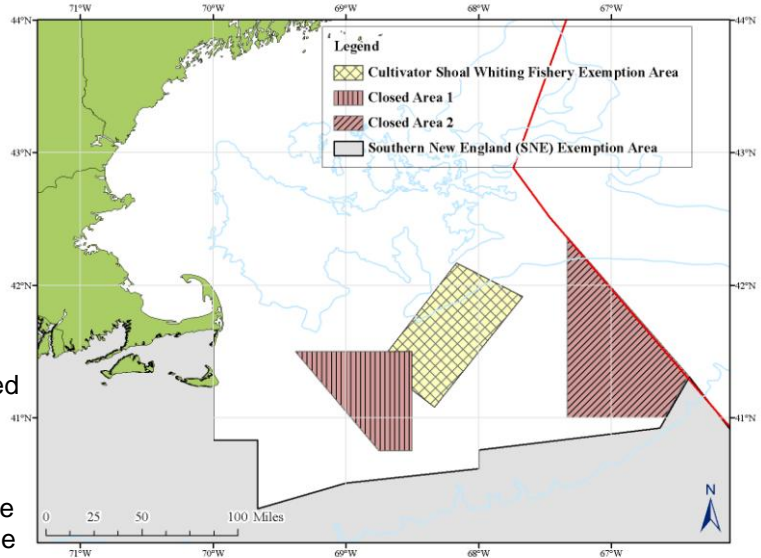 71°W 70°W 69°W 68°W 67°W
44°N 44°N
Legend
Cultivator Shoal Whiting Fishery Exemption Area
Closed Area 1
Closed Area 2
Southern New England (SNE) Exemption Area
43°N 43°N
42°N 42°N
ed
41°N 41°N
e
e
0 25 50 100 Miles
N
71°W 70°W 69°W 68°W 67°W